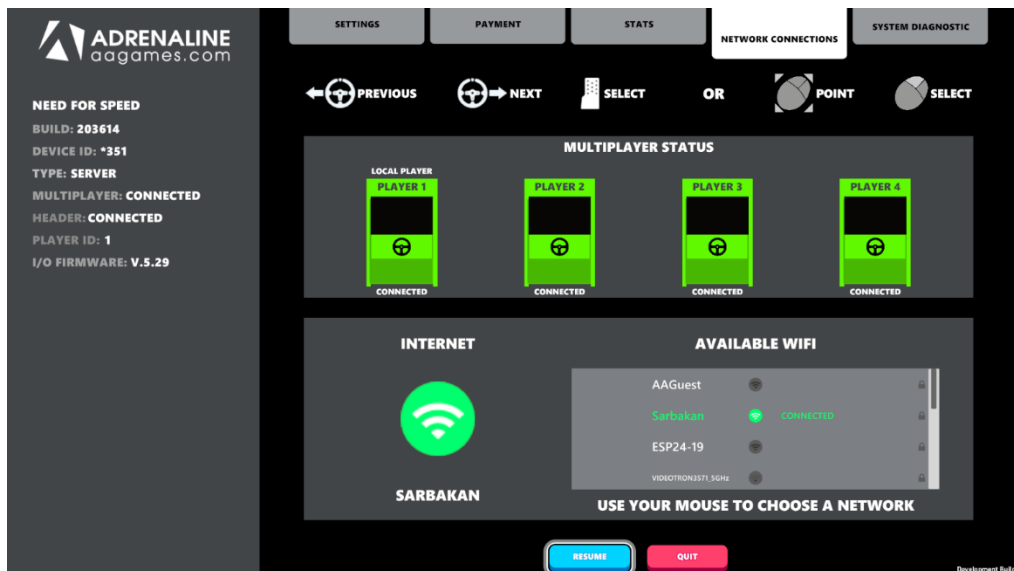 ADRENALINE
aagames.com
NEED FOR SPEED
BUILD: 203614
DEVICE ID: *351
TYPE: SERVER
MULTIPLAYER: CONNECTED
HEADER: CONNECTED
PLAYER ID: 1
I/O FIRMWARE: V.5.29
SETTINGS
PAYMENT
STATS
NETWORK CONNECTIONS
SYSTEM DIAGNOSTIC
PREVIOUS
NEXT
SELECT
OR
POINT
SELECT
MULTIPLAYER STATUS
LOCAL PLAYER
PLAYER 1
PLAYER 2
PLAYER 3
PLAYER 4
CONNECTED
CONNECTED
CONNECTED
CONNECTED
INTERNET
SARBAKAN
AVAILABLE WIFI
AAGuest
Sarbakan CONNECTED
ESP24-19
VIDEOTRON3571_5GHz
USE YOUR MOUSE TO CHOOSE A NETWORK
RESUME
QUIT
Development Build